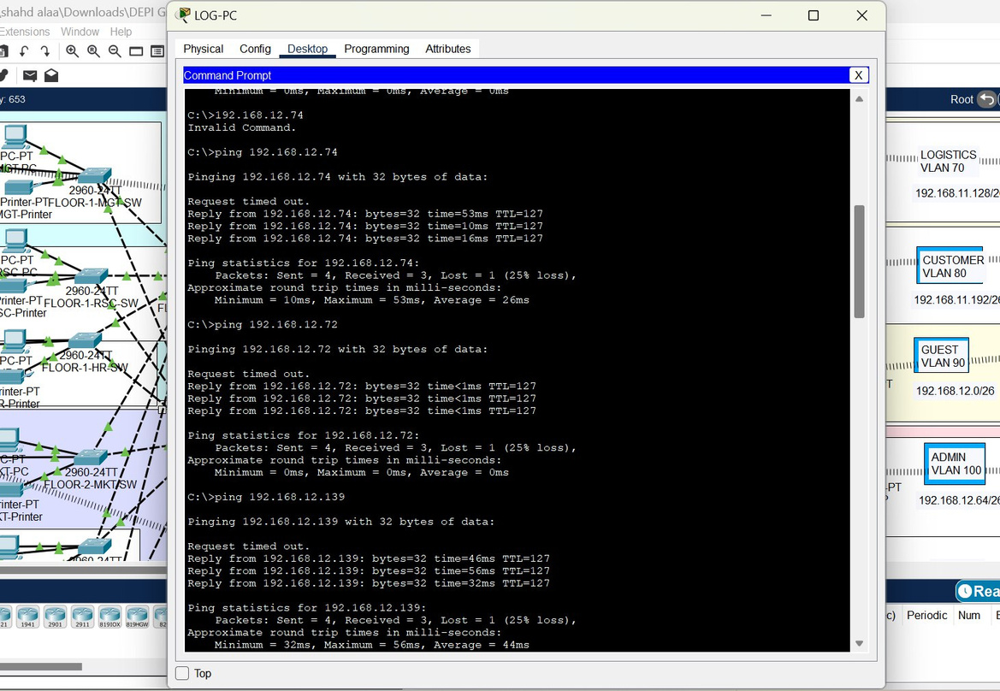 shahd alaa\Downloads\DEPI G
Extensions Window Help
y: 653
PC-PT
MGT-PC
2960-24TT
FLOOR-1-MGT-SW
Printer-PT
MGT-Printer
PC-PT
RSC-PC
2960-24TT
FLOOR-1-RSC-SW
Printer-PT
SC-Printer
2960-24TT
FLOOR-1-HR-SW
PC-PT
rinter-PT
R-Printer
C-PT
KT-PC
2960-24TT
FLOOR-2-MKT/SW
rinter-PT
KT-Printer
2960-24TT
21 1941 2901 2911 819IOX 819HGW 82
LOG-PC
Physical Config Desktop Programming Attributes
Command Prompt
X
Minimum = 0ms, Maximum = 0ms, Average = 0ms
C:\>192.168.12.74
Invalid Command.
C:\>ping 192.168.12.74
Pinging 192.168.12.74 with 32 bytes of data:
Request timed out.
Reply from 192.168.12.74: bytes=32 time=53ms TTL=127
Reply from 192.168.12.74: bytes=32 time=10ms TTL=127
Reply from 192.168.12.74: bytes=32 time=16ms TTL=127
Ping statistics for 192.168.12.74:
Packets: Sent = 4, Received = 3, Lost = 1 (25% loss),
Approximate round trip times in milli-seconds:
Minimum = 10ms, Maximum = 53ms, Average = 26ms
C:\>ping 192.168.12.72
Pinging 192.168.12.72 with 32 bytes of data:
Request timed out.
Reply from 192.168.12.72: bytes=32 time<1ms TTL=127
Reply from 192.168.12.72: bytes=32 time<1ms TTL=127
Reply from 192.168.12.72: bytes=32 time<1ms TTL=127
Ping statistics for 192.168.12.72:
Packets: Sent = 4, Received = 3, Lost = 1 (25% loss),
Approximate round trip times in milli-seconds:
Minimum = 0ms, Maximum = 0ms, Average = 0ms
C:\>ping 192.168.12.139
Pinging 192.168.12.139 with 32 bytes of data:
Request timed out.
Reply from 192.168.12.139: bytes=32 time=46ms TTL=127
Reply from 192.168.12.139: bytes=32 time=56ms TTL=127
Reply from 192.168.12.139: bytes=32 time=32ms TTL=127
Ping statistics for 192.168.12.139:
Packets: Sent = 4, Received = 3, Lost = 1 (25% loss),
Approximate round trip times in milli-seconds:
Minimum = 32ms, Maximum = 56ms, Average = 44ms
Top
Root
LOGISTICS
VLAN 70
192.168.11.128/26
CUSTOMER
VLAN 80
192.168.11.192/26
GUEST
VLAN 90
T
192.168.12.0/26
ADMIN
VLAN 100
-PT
192.168.12.64/26
Rea
c) Periodic Num